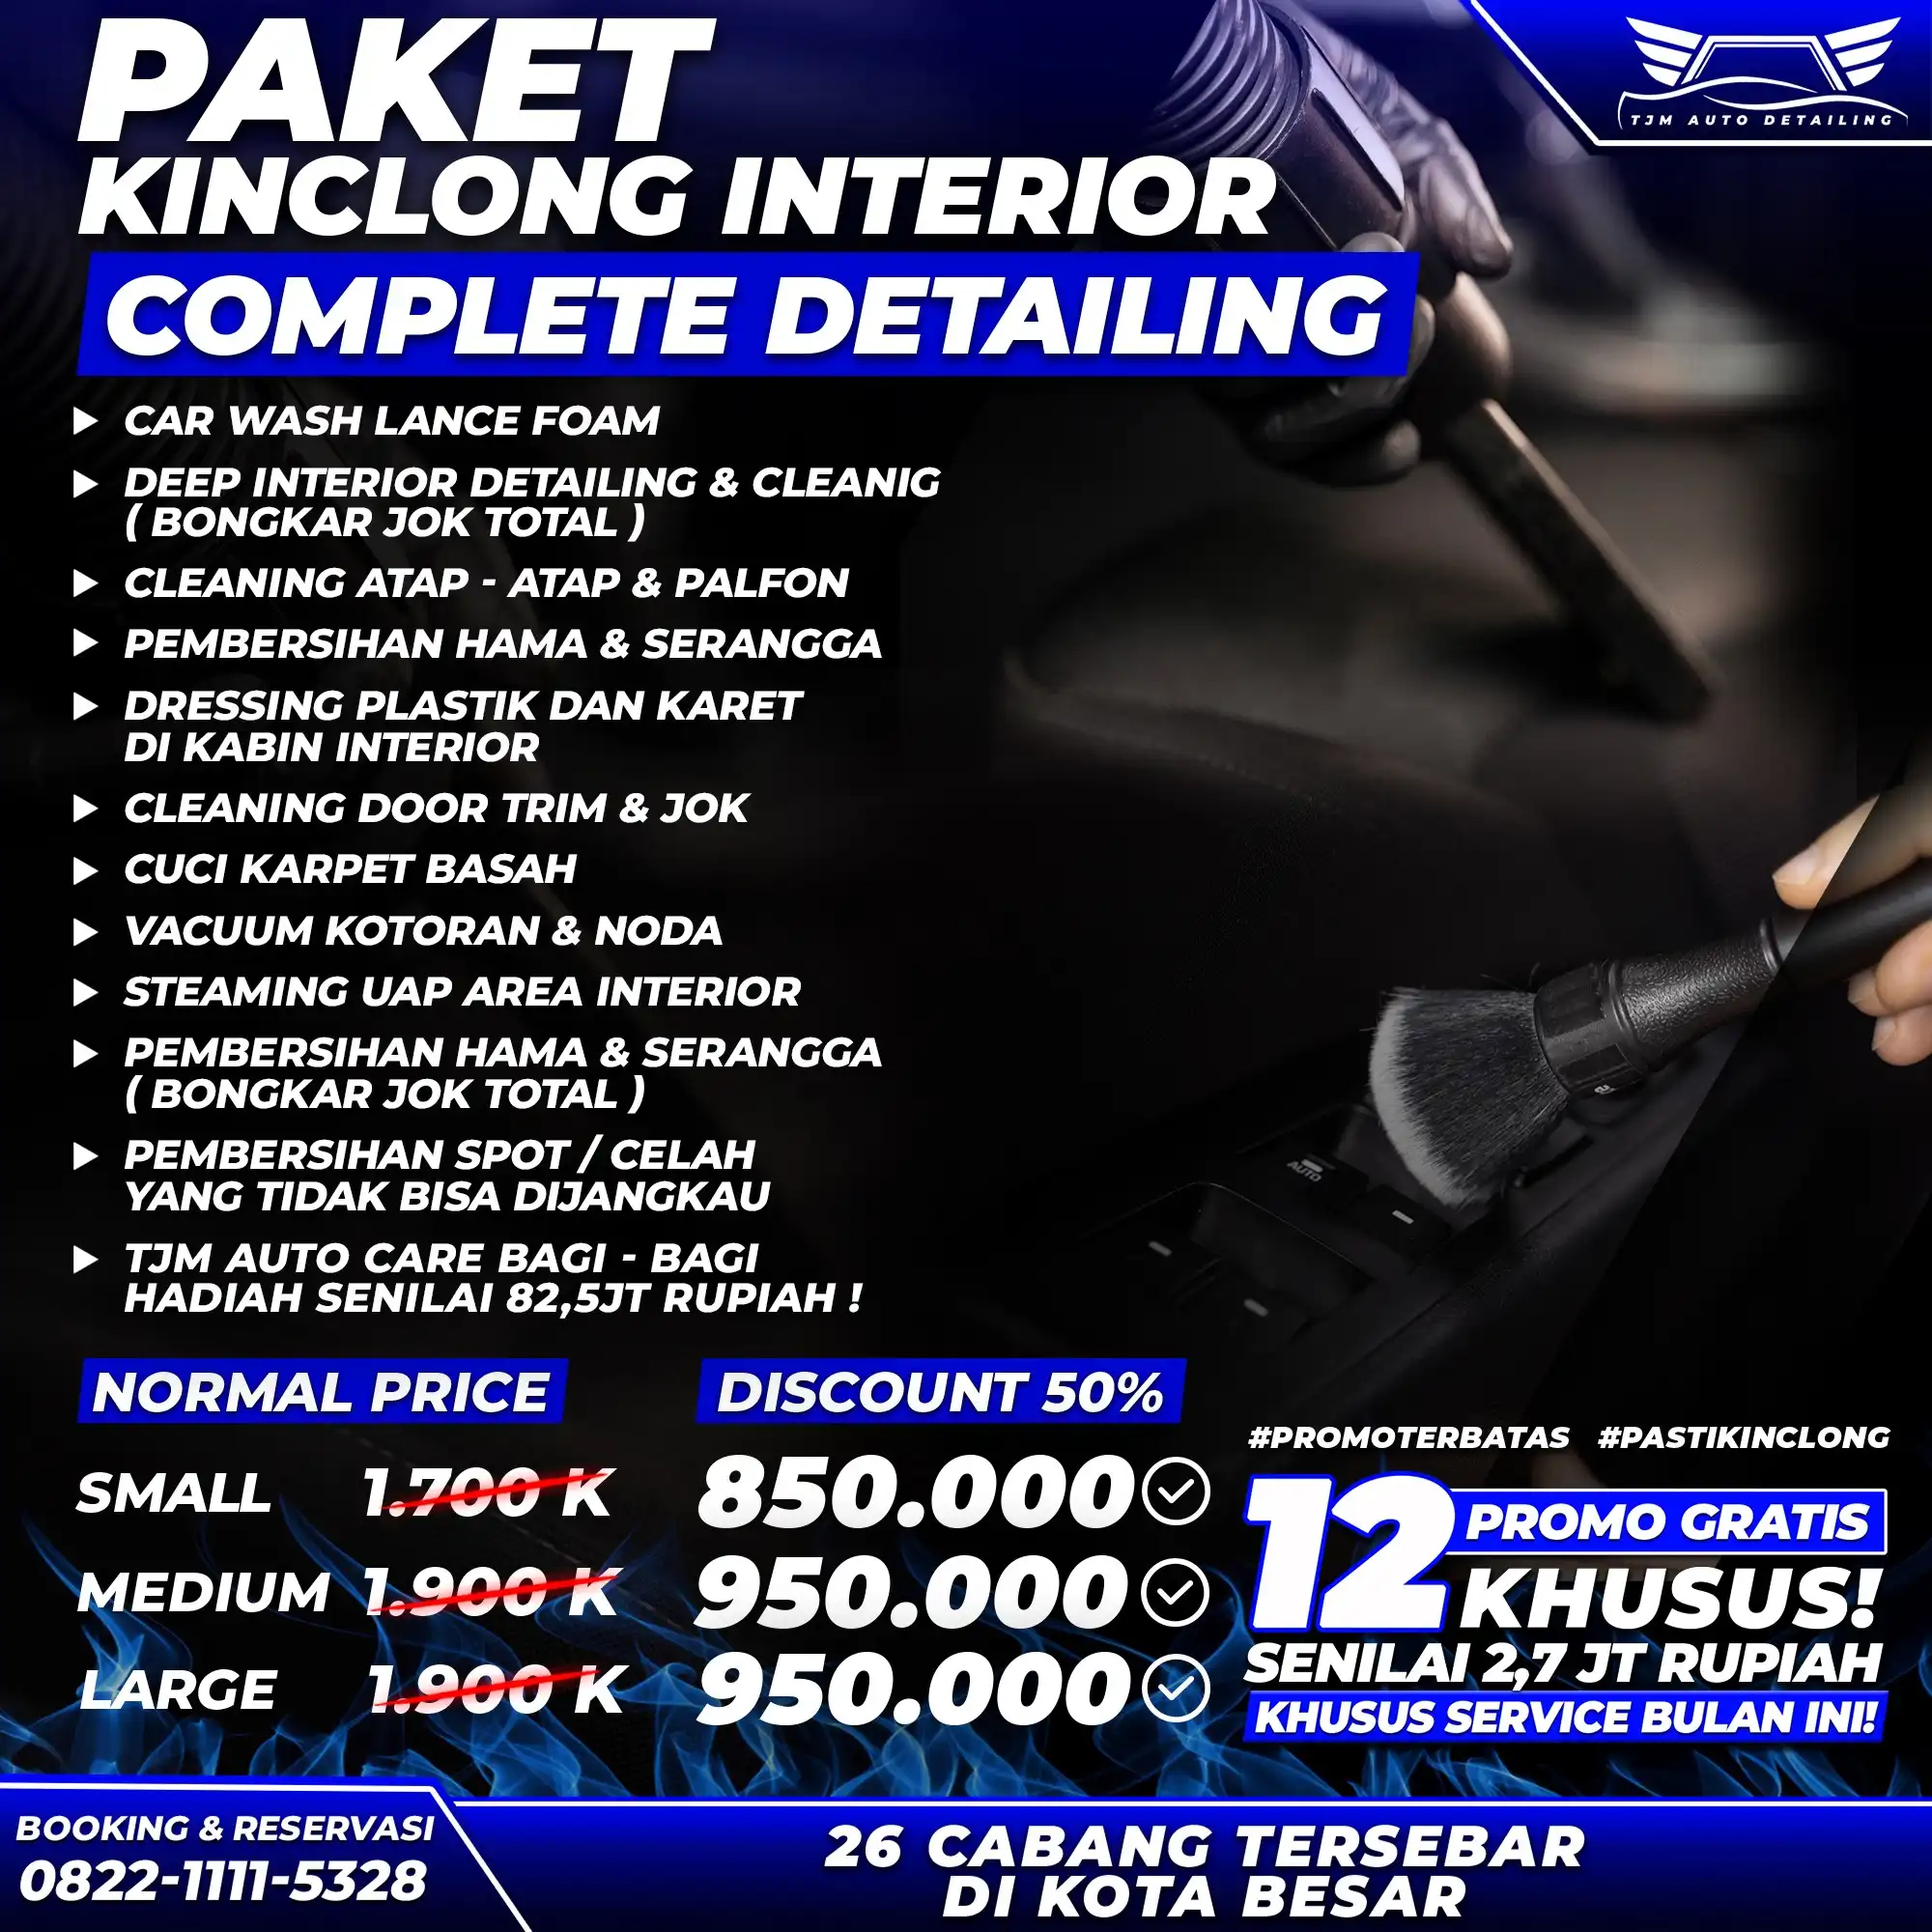 PAKET
KINCLONG INTERIOR
COMPLETE DETAILING
TJM AUTO DETAILING
CAR WASH LANCE FOAM
DEEP INTERIOR DETAILING & CLEANIG
( BONGKAR JOK TOTAL )
CLEANING ATAP - ATAP & PALFON
PEMBERSIHAN HAMA & SERANGGA
DRESSING PLASTIK DAN KARET
DI KABIN INTERIOR
CLEANING DOOR TRIM & JOK
CUCI KARPET BASAH
VACUUM KOTORAN & NODA
STEAMING UAP AREA INTERIOR
PEMBERSIHAN HAMA & SERANGGA
( BONGKAR JOK TOTAL )
PEMBERSIHAN SPOT / CELAH
YANG TIDAK BISA DIJANGKAU
TJM AUTO CARE BAGI - BAGI
HADIAH SENILAI 82,5JT RUPIAH !
AUTO
NORMAL PRICE DISCOUNT 50%
SMALL 1.700 K 850.000
MEDIUM 1.900 K 950.000
LARGE 1.900 K 950.000
#PROMOTERBATAS #PASTIKINCLONG
12 PROMO GRATIS
KHUSUS!
SENILAI 2,7 JT RUPIAH
KHUSUS SERVICE BULAN INI!
BOOKING & RESERVASI
0822-1111-5328
26 CABANG TERSEBAR
DI KOTA BESAR